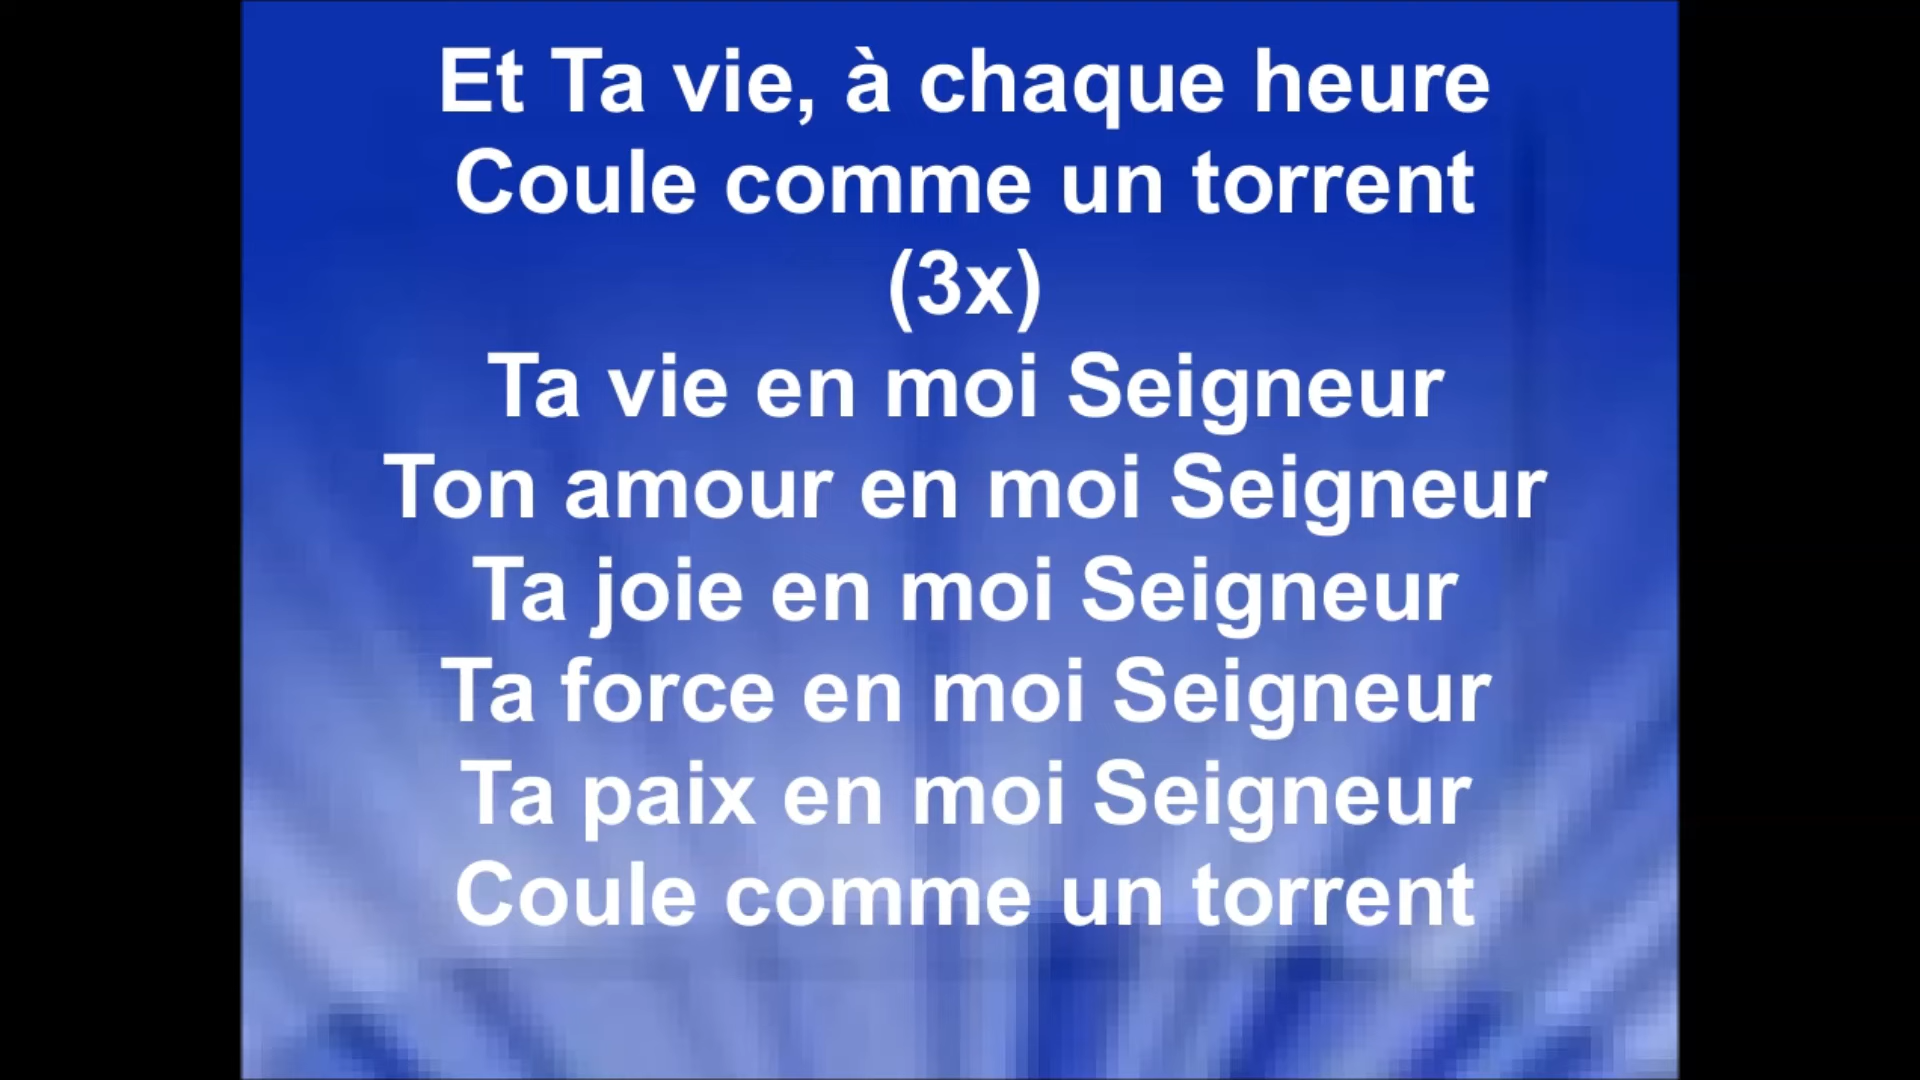 Et Ta vie, à chaque heure
Coule comme un torrent
(3x)
Ta vie en moi Seigneur
Ton amour en moi Seigneur
Ta joie en moi Seigneur
Ta force en moi Seigneur
Ta paix en moi Seigneur
Coule comme un torrent